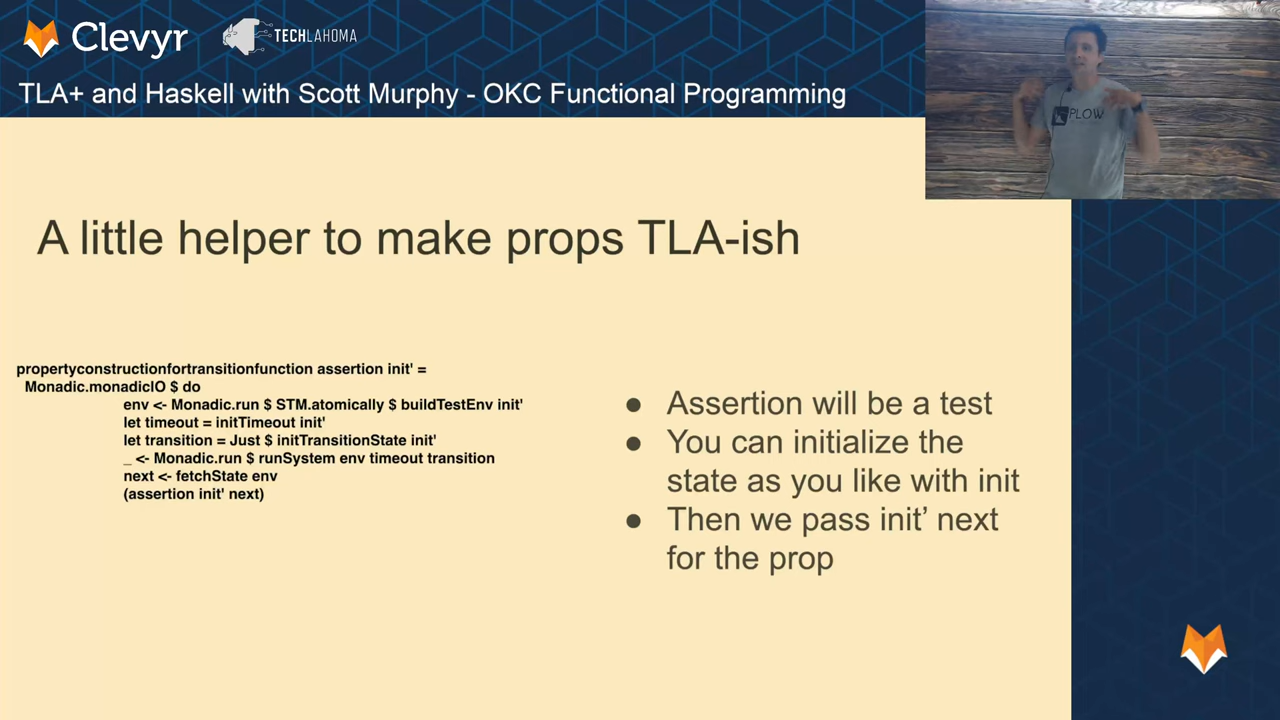 Clevyr
TECHLAHOMA
TLA+ and Haskell with Scott Murphy - OKC Functional Programming
PLOW
A little helper to make props TLA-ish
propertyconstructionfortransitionfunction assertion init' =
Monadic.monadicIO $ do
env <- Monadic.run $ STM.atomically $ buildTestEnv init'
let timeout = initTimeout init'
let transition = Just $ initTransitionState init'
_ <- Monadic.run $ runSystem env timeout transition
next <- fetchState env
(assertion init' next)
● Assertion will be a test
● You can initialize the
state as you like with init
● Then we pass init’ next
for the prop